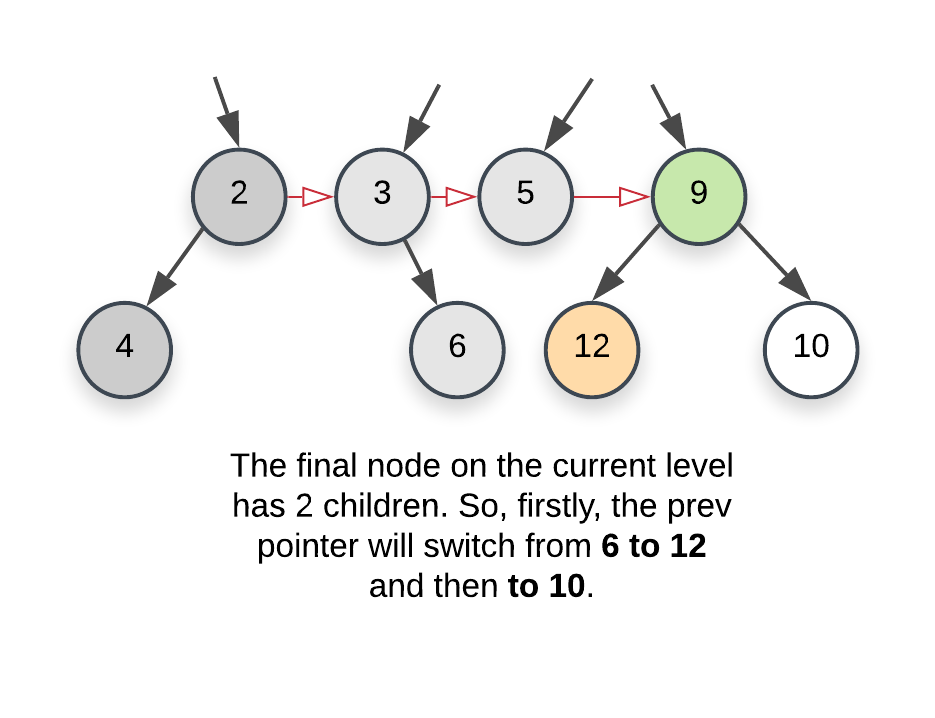 2 3 5 9
4 6 12 10
The final node on the current level
has 2 children. So, firstly, the prev
pointer will switch from 6 to 12
and then to 10.